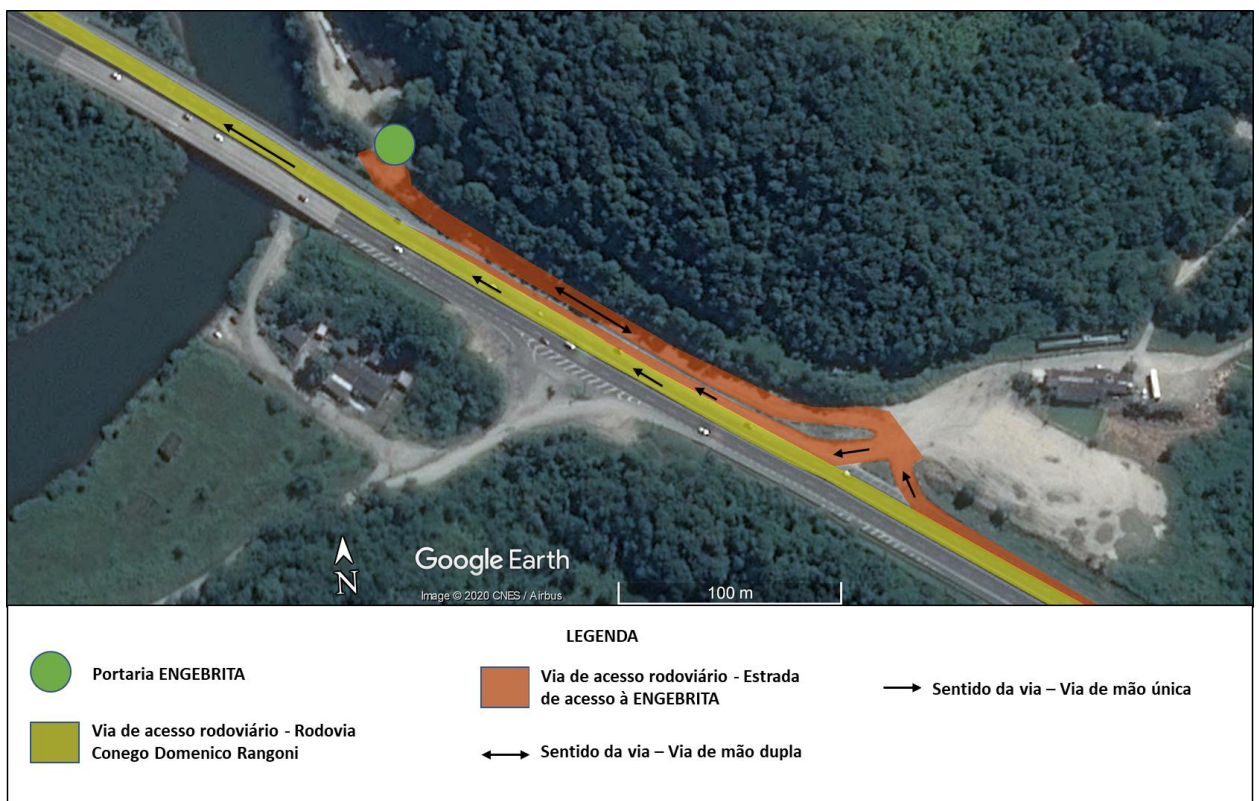 N
Google Earth
Image © 2020 CNES / Airbus
100 m
LEGENDA
Portaria ENGEBRITA
Via de acesso rodoviário - Rodovia
Conego Domenico Rangoni
Via de acesso rodoviário - Estrada
de acesso à ENGEBRITA
Sentido da via – Via de mão dupla
Sentido da via – Via de mão única